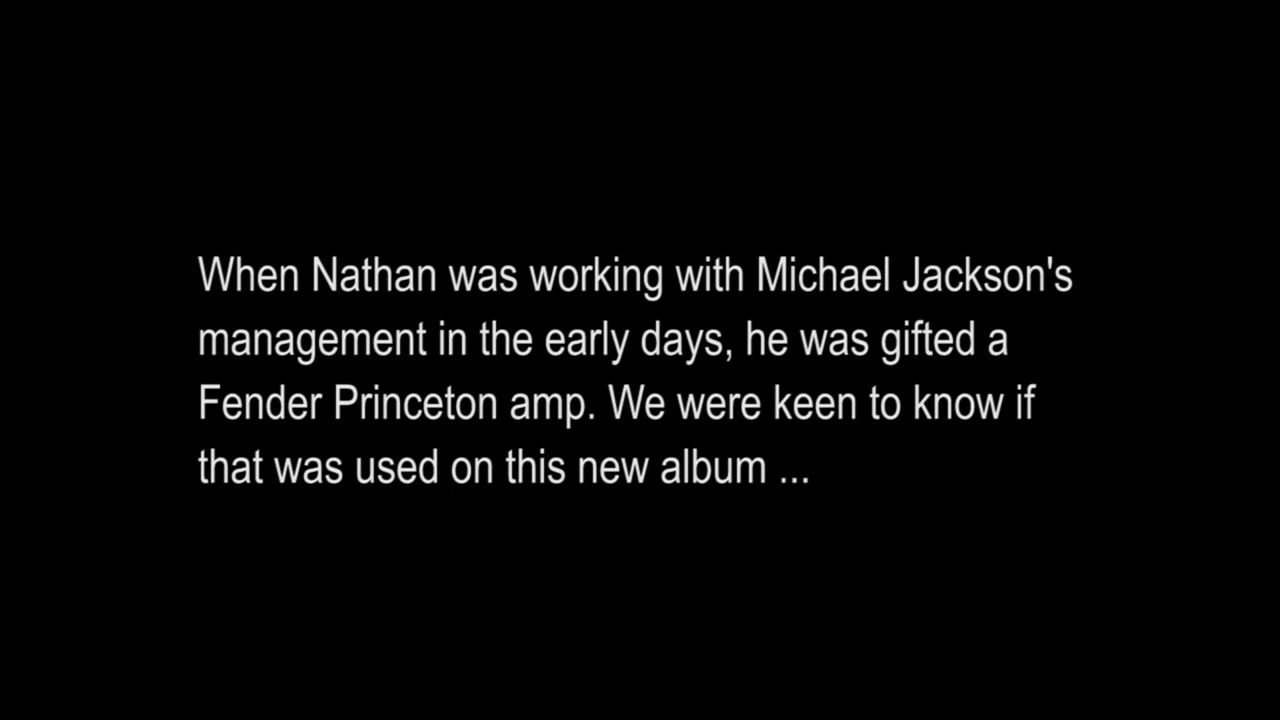 When Nathan was working with Michael Jackson's
management in the early days, he was gifted a
Fender Princeton amp. We were keen to know if
that was used on this new album ...